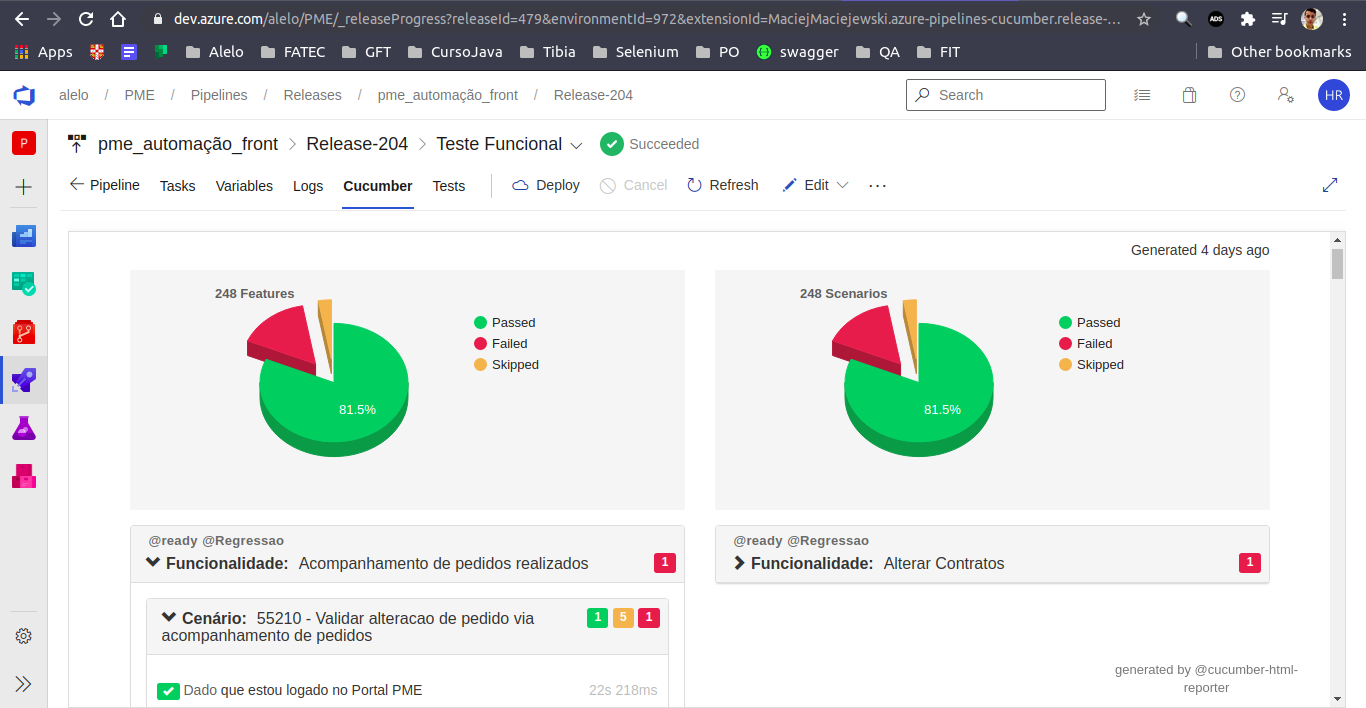 dev.azure.com/alelo/PME/_releaseProgress?releaseId=479&environmentId=972&extensionId=MaciejMaciejewski.azure-pipelines-cucumber.release-...
ADS
Apps Alelo FATEC GFT CursoJava Tibia Selenium PO swagger QA FIT Other bookmarks
alelo / PME / Pipelines / Releases / pme_automação_front / Release-204
Search
HR
P
pme_automação_front > Release-204 > Teste Funcional Succeeded
Pipeline Tasks Variables Logs Cucumber Tests Deploy Cancel Refresh Edit ...
Generated 4 days ago
248 Features
Passed
Failed
Skipped
81.5%
248 Scenarios
Passed
Failed
Skipped
81.5%
@ready @Regressao
Funcionalidade: Acompanhamento de pedidos realizados 1
Cenário: 55210 - Validar alteracao de pedido via 1 5 1
acompanhamento de pedidos
Dado que estou logado no Portal PME 22s 218ms
@ready @Regressao
Funcionalidade: Alterar Contratos 1
generated by @cucumber-html-
reporter